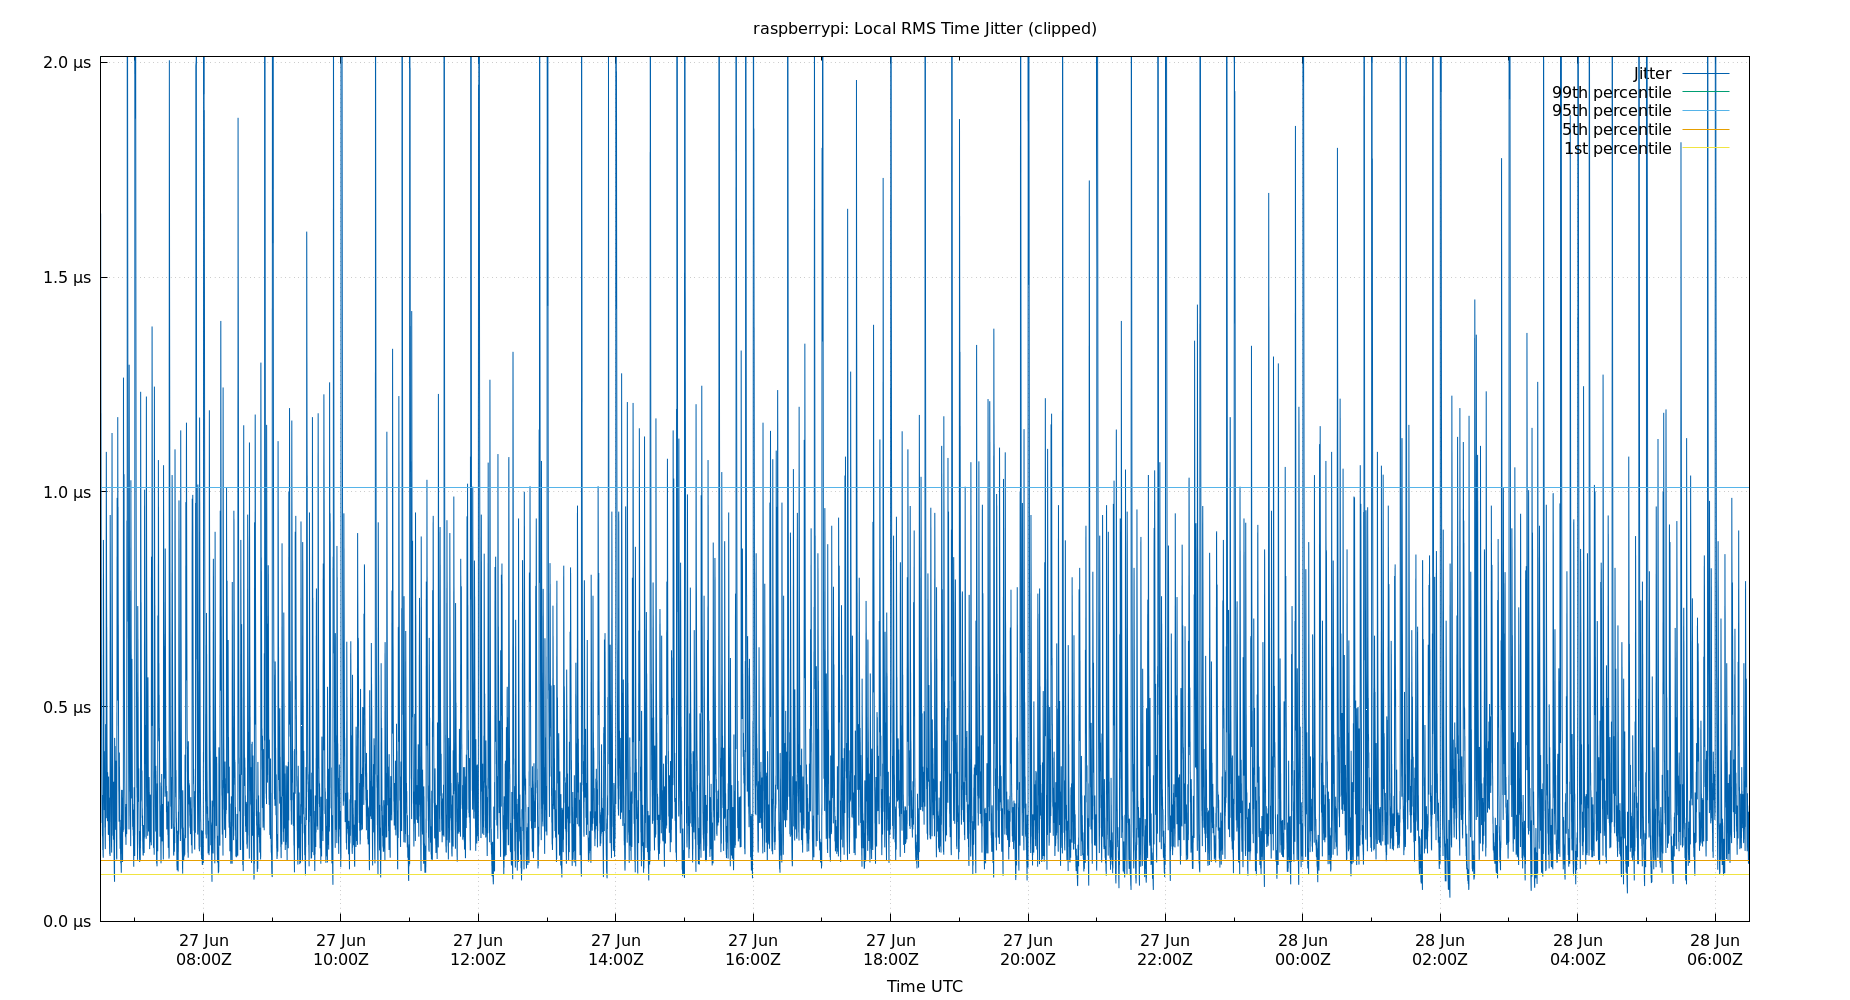 raspberrypi: Local RMS Time Jitter (clipped)
2.0 μs
1.5 μs
1.0 μs
0.5 μs
0.0 μs
Jitter
99th percentile
95th percentile
5th percentile
1st percentile
27 Jun 27 Jun 27 Jun 27 Jun 27 Jun 27 Jun 27 Jun 27 Jun 28 Jun 28 Jun 28 Jun 28 Jun
08:00Z 10:00Z 12:00Z 14:00Z 16:00Z 18:00Z 20:00Z 22:00Z 00:00Z 02:00Z 04:00Z 06:00Z
Time UTC